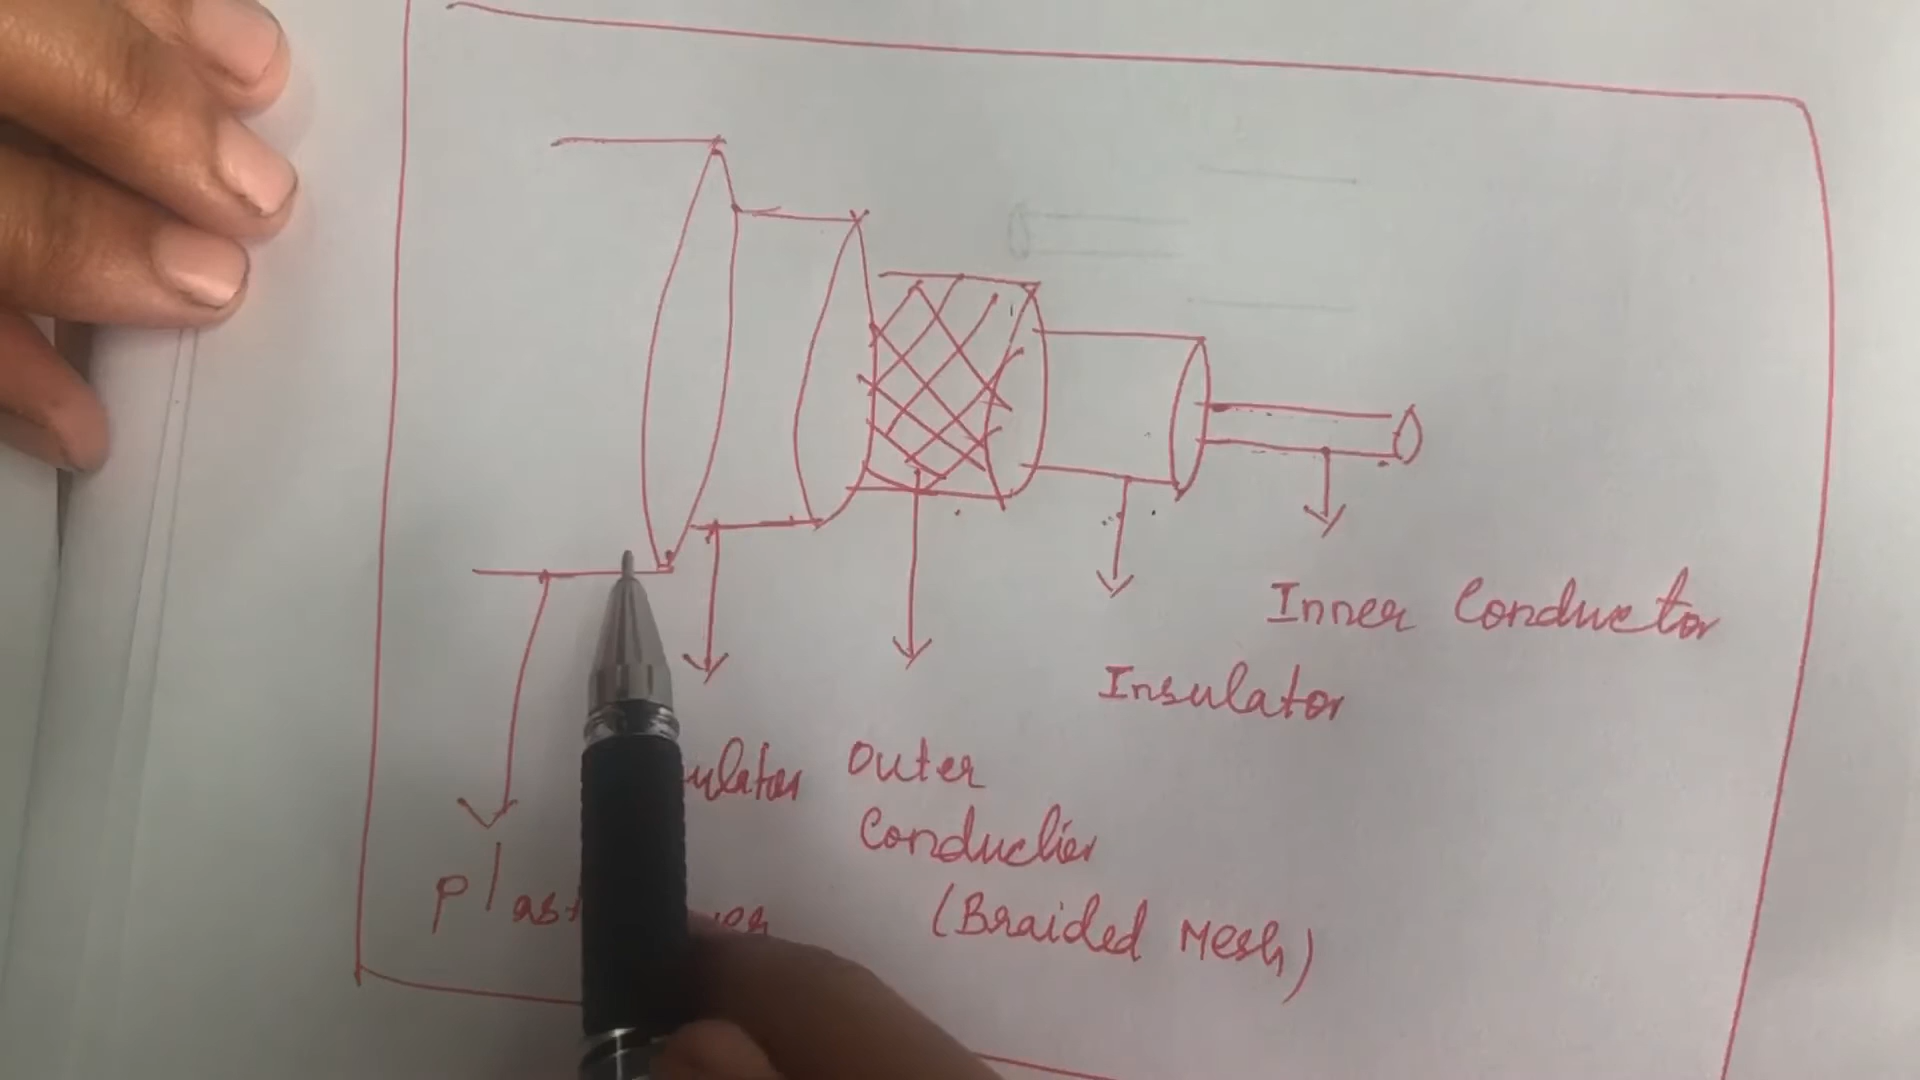 Inner Conductor
Insulator
Outer
Conductor
(Braided Mesh)